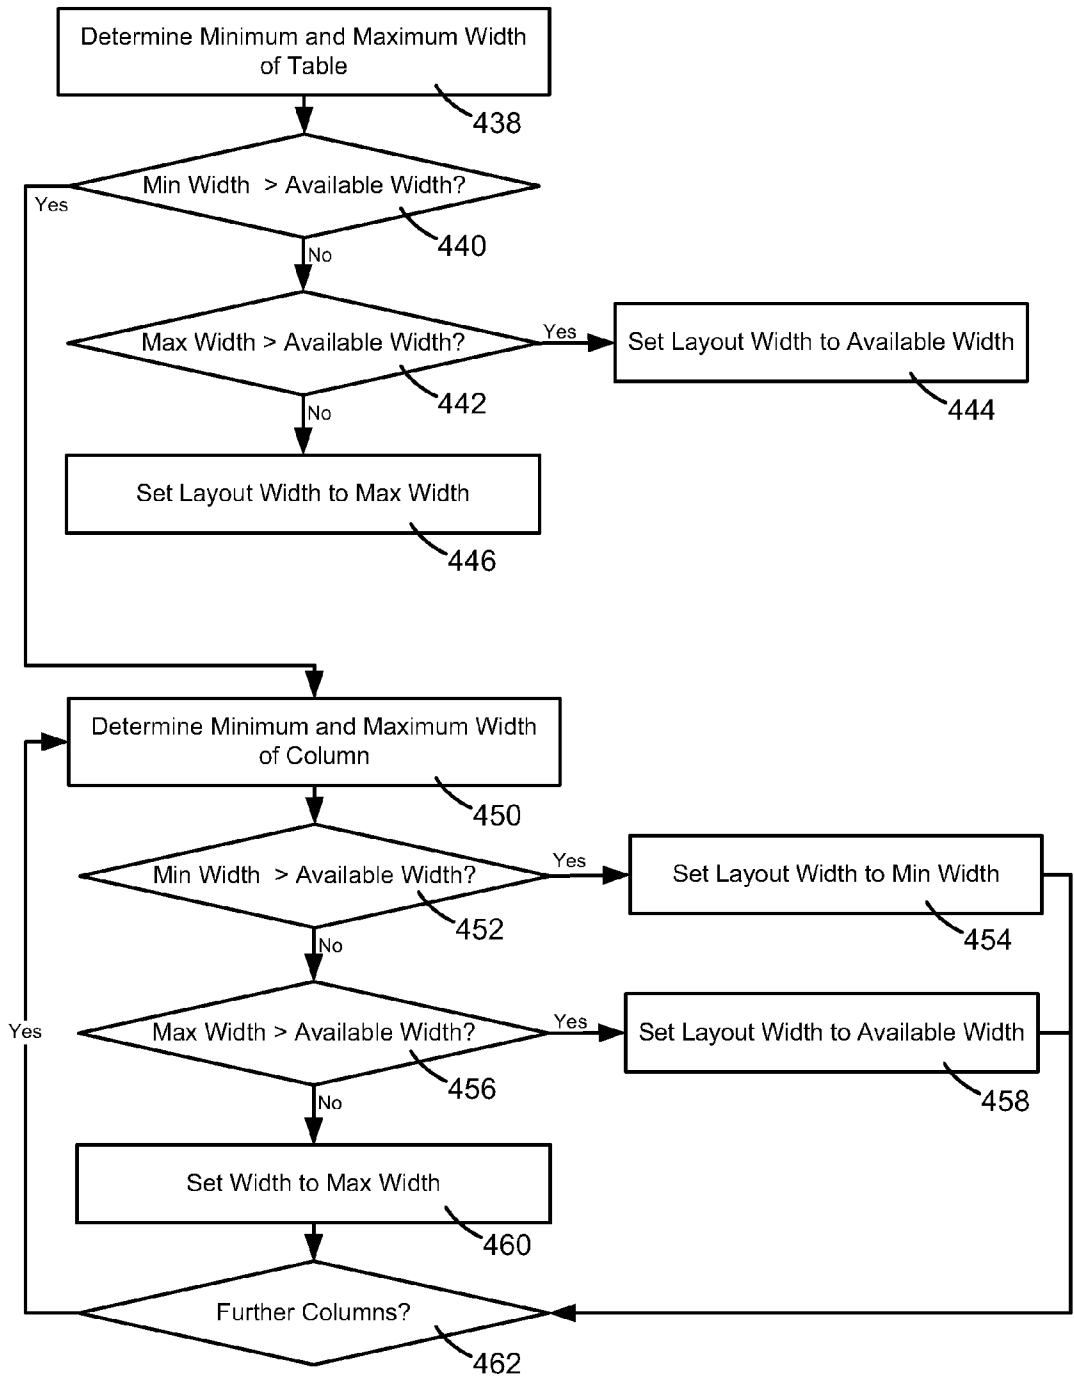 Determine Minimum and Maximum Width
of Table
438
Min Width > Available Width?
Yes
440
No
Max Width > Available Width?
Yes
Set Layout Width to Available Width
442
444
No
Set Layout Width to Max Width
446
Determine Minimum and Maximum Width
of Column
450
Min Width > Available Width?
Yes
Set Layout Width to Min Width
452
454
No
Yes
Max Width > Available Width?
Yes
Set Layout Width to Available Width
456
458
No
Set Width to Max Width
460
Further Columns?
462